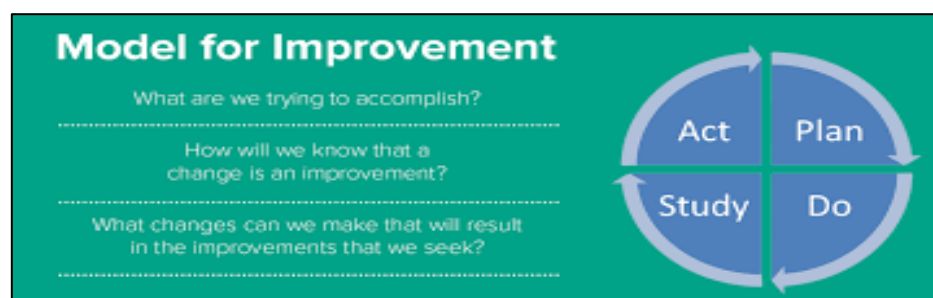 Model for Improvement
What are we trying to accomplish?
How will we know that a
change is an improvement?
What changes can we make that will result
in the improvements that we seek?
Act
Plan
Study
Do